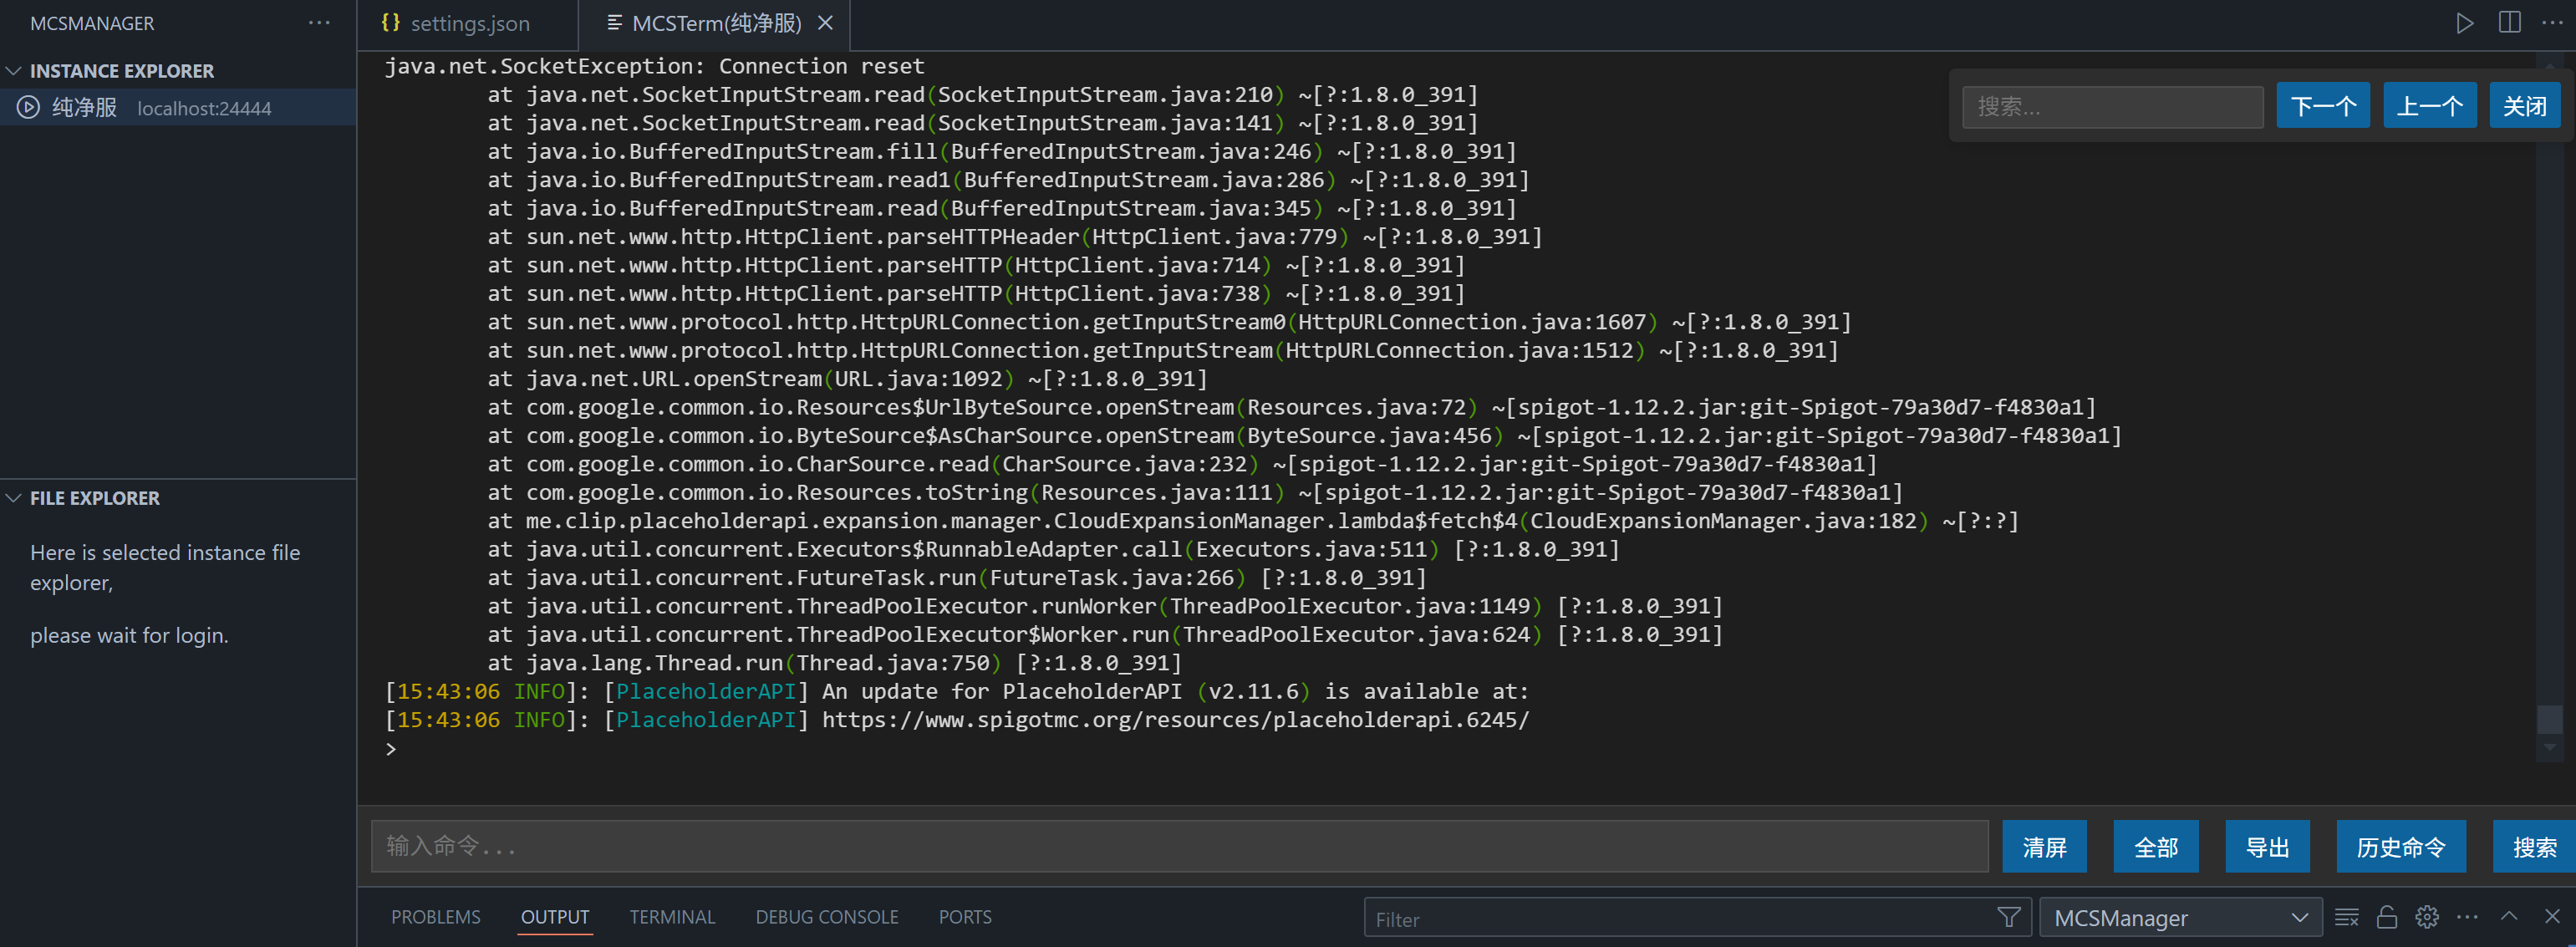 MCSMANAGER
INSTANCE EXPLORER
纯净服 localhost:24444
FILE EXPLORER
Here is selected instance file
explorer,
please wait for login.
{} settings.json
MCSTerm(纯净服)
java.net.SocketException: Connection reset
at java.net.SocketInputStream.read(SocketInputStream.java:210) ~[?:1.8.0_391]
at java.net.SocketInputStream.read(SocketInputStream.java:141) ~[?:1.8.0_391]
at java.io.BufferedInputStream.fill(BufferedInputStream.java:246) ~[?:1.8.0_391]
at java.io.BufferedInputStream.read1(BufferedInputStream.java:286) ~[?:1.8.0_391]
at java.io.BufferedInputStream.read(BufferedInputStream.java:345) ~[?:1.8.0_391]
at sun.net.www.http.HttpClient.parseHTTPHeader(HttpClient.java:779) ~[?:1.8.0_391]
at sun.net.www.http.HttpClient.parseHTTP(HttpClient.java:714) ~[?:1.8.0_391]
at sun.net.www.http.HttpClient.parseHTTP(HttpClient.java:738) ~[?:1.8.0_391]
at sun.net.www.protocol.http.HttpURLConnection.getInputStream0(HttpURLConnection.java:1607) ~[?:1.8.0_391]
at sun.net.www.protocol.http.HttpURLConnection.getInputStream(HttpURLConnection.java:1512) ~[?:1.8.0_391]
at java.net.URL.openStream(URL.java:1092) ~[?:1.8.0_391]
at com.google.common.io.Resources$UrlByteSource.openStream(Resources.java:72) ~[spigot-1.12.2.jar:git-Spigot-79a30d7-f4830a1]
at com.google.common.io.ByteSource$AsCharSource.openStream(ByteSource.java:456) ~[spigot-1.12.2.jar:git-Spigot-79a30d7-f4830a1]
at com.google.common.io.CharSource.read(CharSource.java:232) ~[spigot-1.12.2.jar:git-Spigot-79a30d7-f4830a1]
at com.google.common.io.Resources.toString(Resources.java:111) ~[spigot-1.12.2.jar:git-Spigot-79a30d7-f4830a1]
at me.clip.placeholderapi.expansion.manager.CloudExpansionManager.lambda$fetch$4(CloudExpansionManager.java:182) ~[?:?]
at java.util.concurrent.Executors$RunnableAdapter.call(Executors.java:511) [?:1.8.0_391]
at java.util.concurrent.FutureTask.run(FutureTask.java:266) [?:1.8.0_391]
at java.util.concurrent.ThreadPoolExecutor.runWorker(ThreadPoolExecutor.java:1149) [?:1.8.0_391]
at java.util.concurrent.ThreadPoolExecutor$Worker.run(ThreadPoolExecutor.java:624) [?:1.8.0_391]
at java.lang.Thread.run(Thread.java:750) [?:1.8.0_391]
[15:43:06 INFO]: [PlaceholderAPI] An update for PlaceholderAPI (v2.11.6) is available at:
[15:43:06 INFO]: [PlaceholderAPI] https://www.spigotmc.org/resources/placeholderapi.6245/
>
搜索... 下一个 上一个 关闭
输入命令... 清屏 全部 导出 历史命令 搜索
PROBLEMS OUTPUT TERMINAL DEBUG CONSOLE PORTS Filter MCSManager